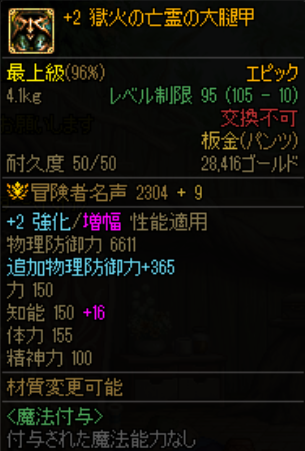 +2 獄火の亡霊の大腿甲
最上級(96%) エピック
4.1kg レベル制限 95 (105 - 10)
交換不可
板金(パンツ)
耐久度 50/50 28,416ゴールド
冒険者名声 2304 + 9
+2 強化/増幅 性能適用
物理防御力 6611
追加物理防御力+365
力 150
知能 150 +16
体力 155
精神力 100
材質変更可能
<魔法付与>
付与された魔法能力なし